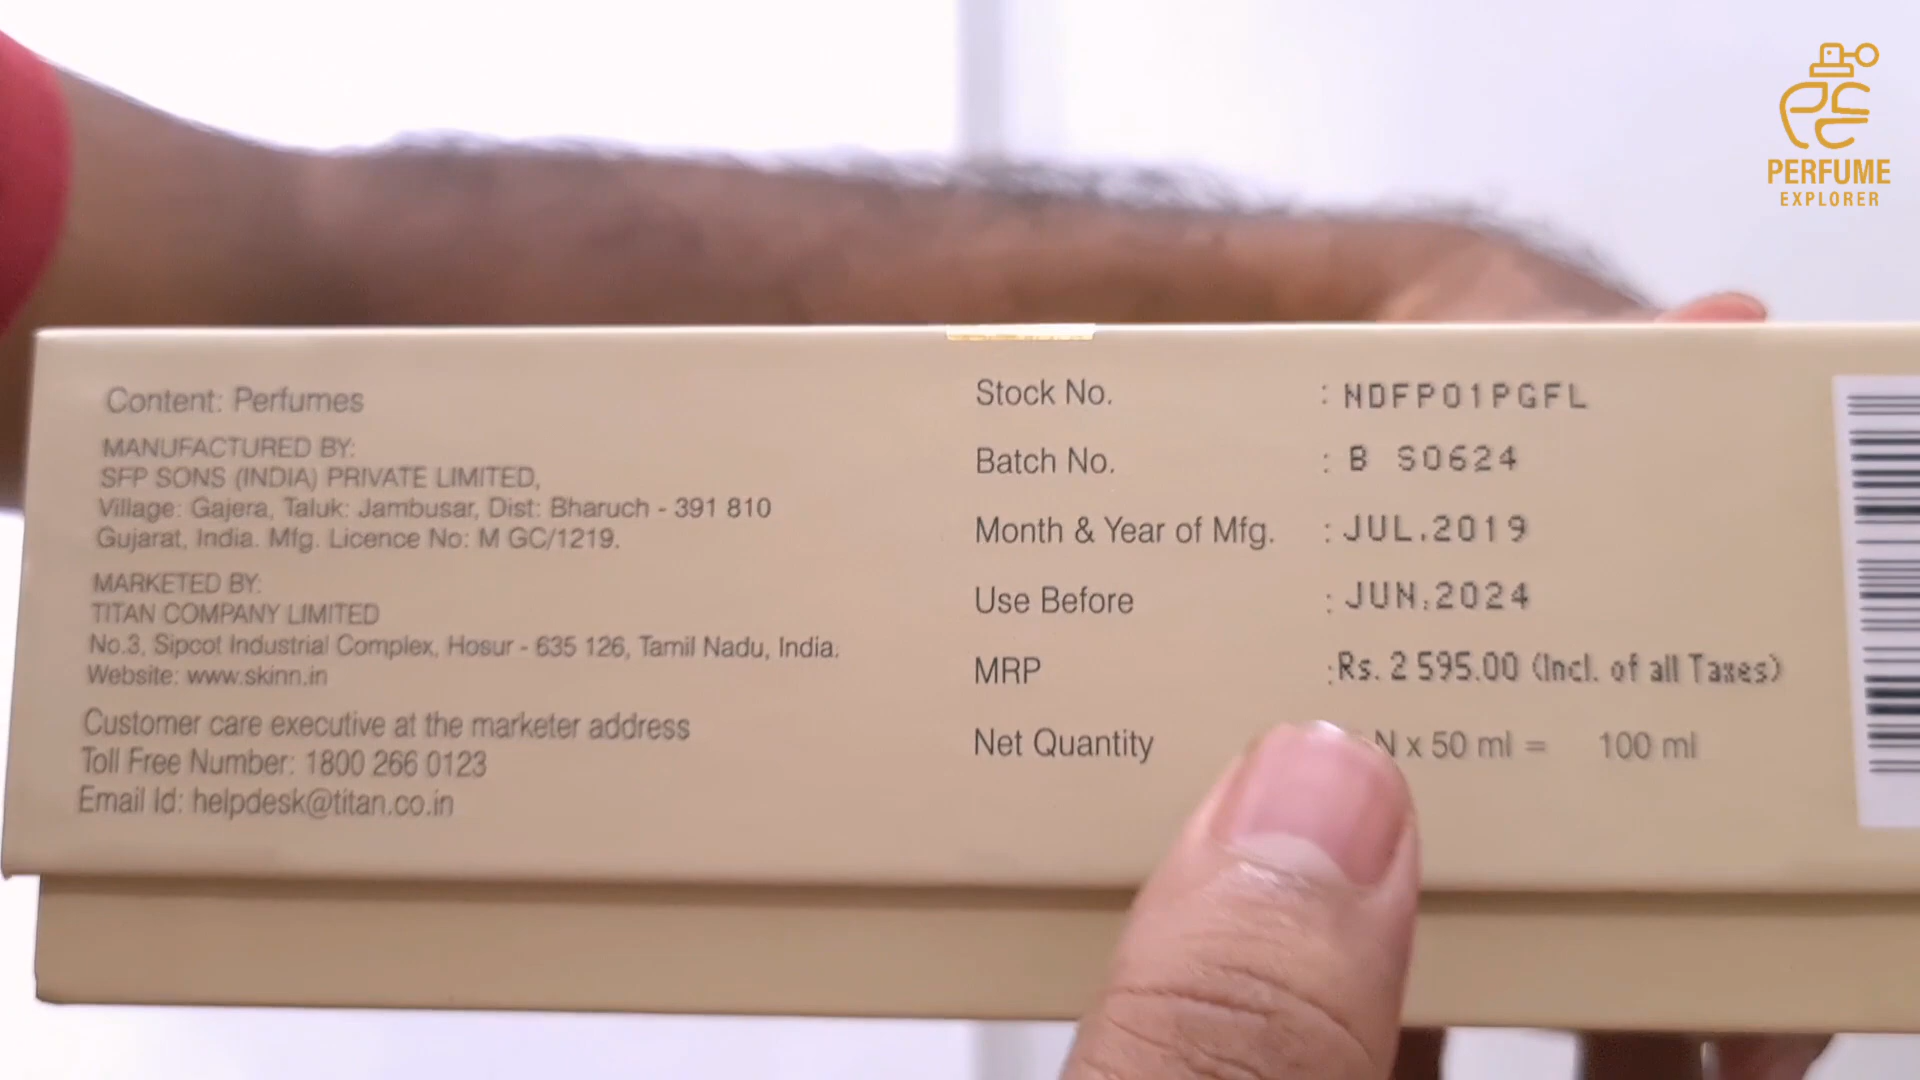 PERFUME
EXPLORER
Content: Perfumes
MANUFACTURED BY:
SFP SONS (INDIA) PRIVATE LIMITED,
Village: Gajera, Taluk: Jambusar, Dist: Bharuch - 391 810
Gujarat, India. Mfg. Licence No: M GC/1219.
MARKETED BY:
TITAN COMPANY LIMITED
No.3, Sipcot Industrial Complex, Hosur - 635 126, Tamil Nadu, India.
Website: www.skinn.in
Customer care executive at the marketer address
Toll Free Number: 1800 266 0123
Email Id: helpdesk@titan.co.in
Stock No. : NDFP01PGFL
Batch No. : B S0624
Month & Year of Mfg. : JUL.2019
Use Before : JUN.2024
MRP :Rs. 2 595.00 (Incl. of all Taxes)
Net Quantity N x 50 ml = 100 ml